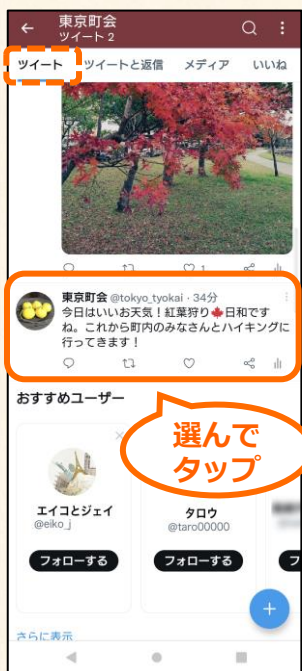 東京町会
ツイート 2
ツイート ツイートと返信 メディア いいね
1
東京町会 @tokyo_tyokai · 34分
今日はいいお天気!紅葉狩り🍁日和です
ね。これから町内のみなさんとハイキングに
行ってきます!
おすすめユーザー
選んで
タップ
エイコとジェイ
@eiko_j
フォローする
タロウ
@taro00000
フォローする
フ
さらに表示